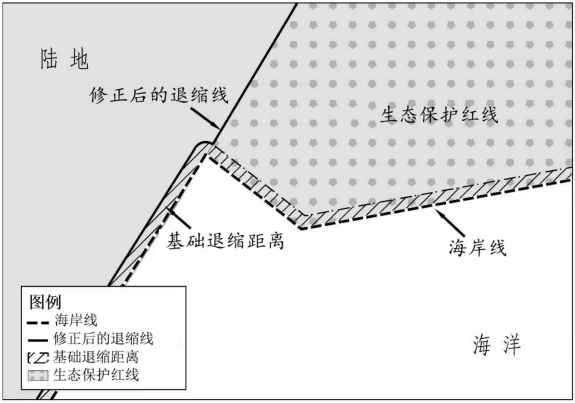 陆地
修正后的退缩线
生态保护红线
基础退缩距离
海岸线
图例
海岸线
修正后的退缩线
基础退缩距离
生态保护红线
海洋